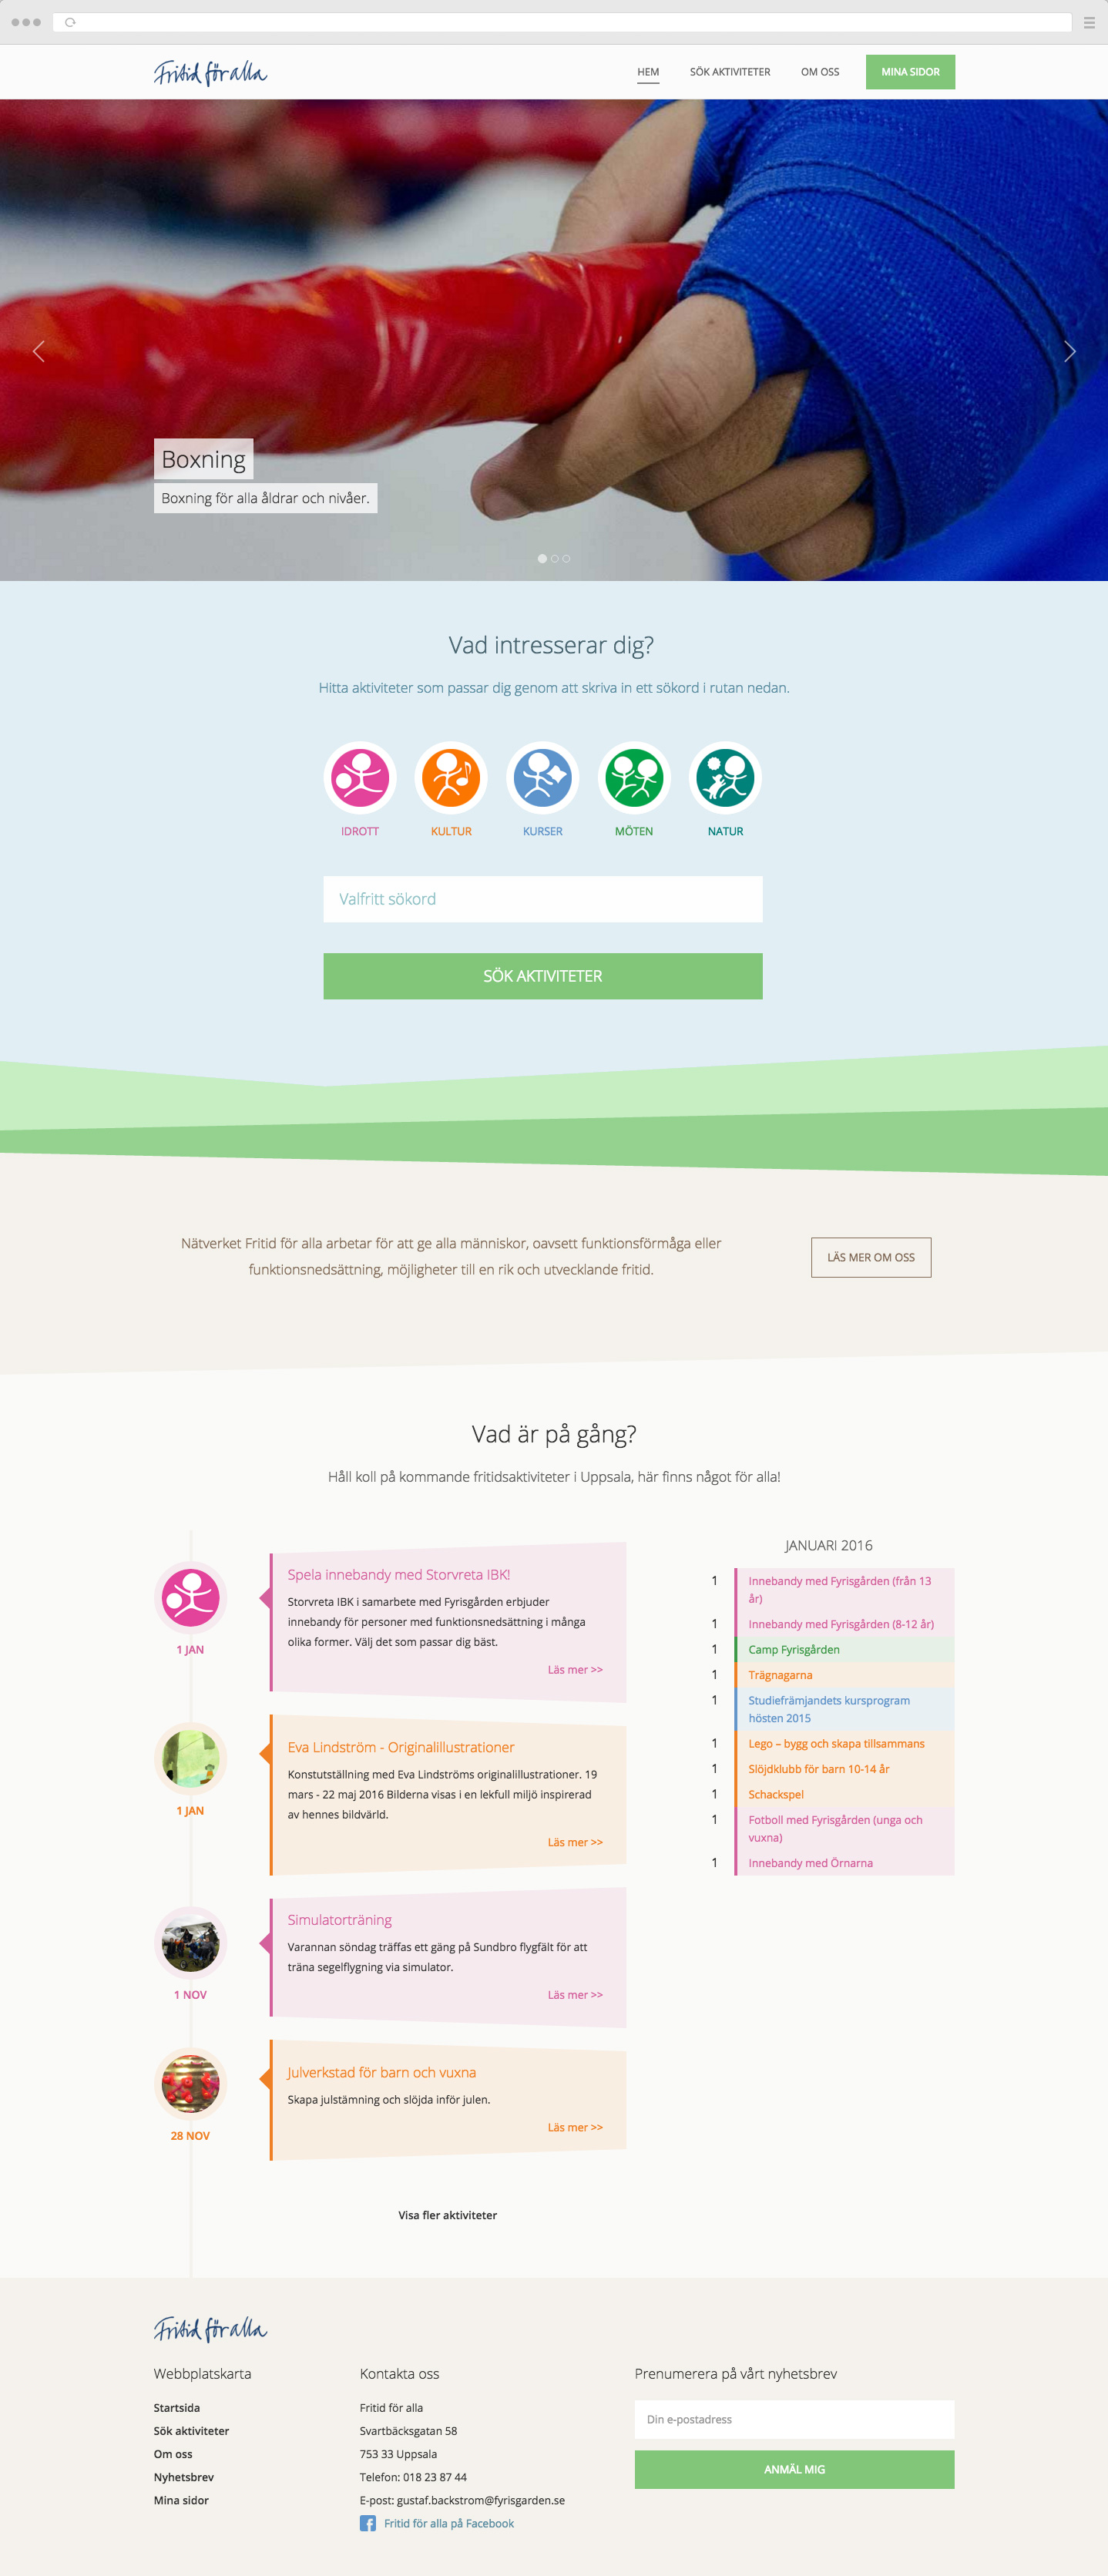 Fritid för alla
HEM
SÖK AKTIVITETER
OM OSS
MINA SIDOR
Boxning
Boxning för alla åldrar och nivåer.
Vad intresserar dig?
Hitta aktiviteter som passar dig genom att skriva in ett sökord i rutan nedan.
IDROTT
KULTUR
KURSER
MÖTEN
NATUR
Valfritt sökord
SÖK AKTIVITETER
Nätverket Fritid för alla arbetar för att ge alla människor, oavsett funktionsförmåga eller
funktionsnedsättning, möjligheter till en rik och utvecklande fritid.
LÄS MER OM OSS
Vad är på gång?
Håll koll på kommande fritidsaktiviteter i Uppsala, här finns något för alla!
1 JAN
Spela innebandy med Storvreta IBK!
Storvreta IBK i samarbete med Fyrisgården erbjuder
innebandy för personer med funktionsnedsättning i många
olika former. Välj det som passar dig bäst.
Läs mer >>
1 JAN
Eva Lindström - Originalillustrationer
Konstutställning med Eva Lindströms originalillustrationer. 19
mars - 22 maj 2016 Bilderna visas i en lekfull miljö inspirerad
av hennes bildvärld.
Läs mer >>
1 NOV
Simulatorträning
Varannan söndag träffas ett gäng på Sundbro flygfält för att
träna segelflygning via simulator.
Läs mer >>
28 NOV
Julverkstad för barn och vuxna
Skapa julstämning och slöjda inför julen.
Läs mer >>
Visa fler aktiviteter
JANUARI 2016
1 Innebandy med Fyrisgården (från 13
år)
1 Innebandy med Fyrisgården (8-12 år)
1 Camp Fyrisgården
1 Trägnagarna
1 Studiefrämjandets kursprogram
hösten 2015
1 Lego – bygg och skapa tillsammans
1 Slöjdklubb för barn 10-14 år
1 Schackspel
1 Fotboll med Fyrisgården (unga och
vuxna)
1 Innebandy med Örnarna
Fritid för alla
Webbplatskarta
Startsida
Sök aktiviteter
Om oss
Nyhetsbrev
Mina sidor
Kontakta oss
Fritid för alla
Svartbäcksgatan 58
753 33 Uppsala
Telefon: 018 23 87 44
E-post: gustaf.backstrom@fyrisgarden.se
Fritid för alla på Facebook
Prenumerera på vårt nyhetsbrev
Din e-postadress
ANMÄL MIG